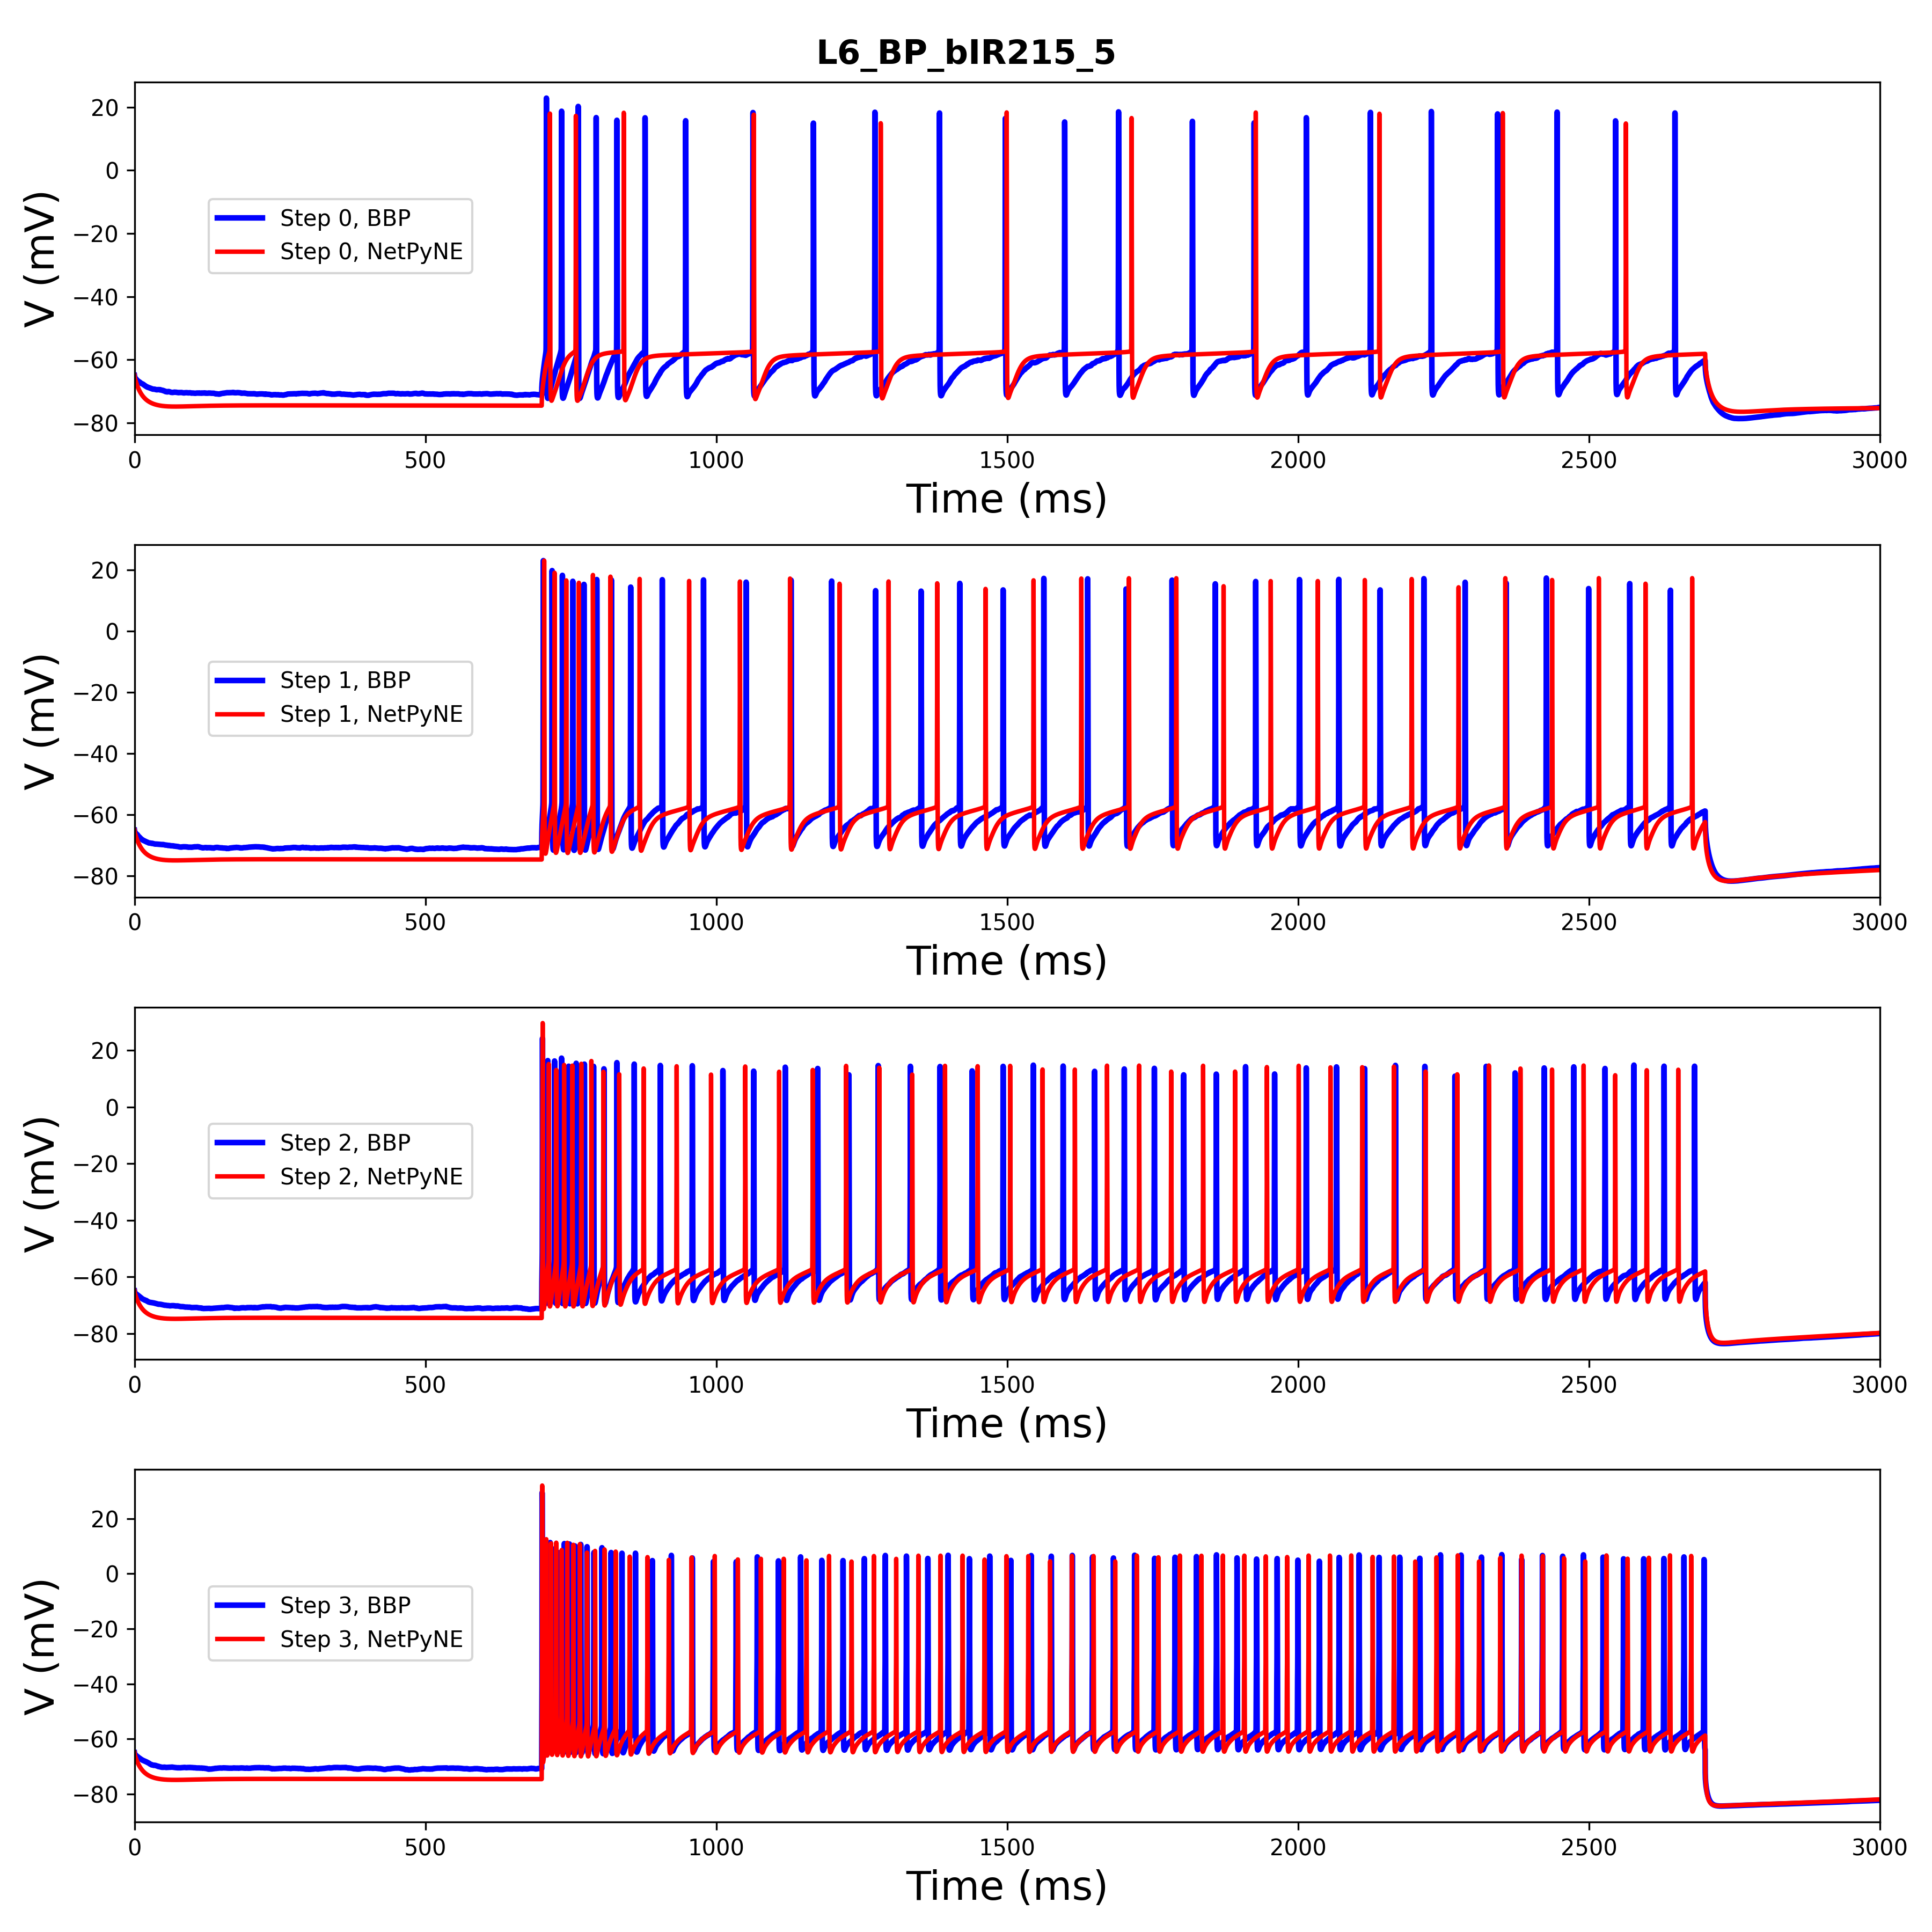 L6_BP_bIR215_5
20
0
−20
−40
−60
−80
V (mV)
Step 0, BBP
Step 0, NetPyNE
0 500 1000 1500 2000 2500 3000
Time (ms)
20
0
−20
−40
−60
−80
V (mV)
Step 1, BBP
Step 1, NetPyNE
0 500 1000 1500 2000 2500 3000
Time (ms)
20
0
−20
−40
−60
−80
V (mV)
Step 2, BBP
Step 2, NetPyNE
0 500 1000 1500 2000 2500 3000
Time (ms)
20
0
−20
−40
−60
−80
V (mV)
Step 3, BBP
Step 3, NetPyNE
0 500 1000 1500 2000 2500 3000
Time (ms)